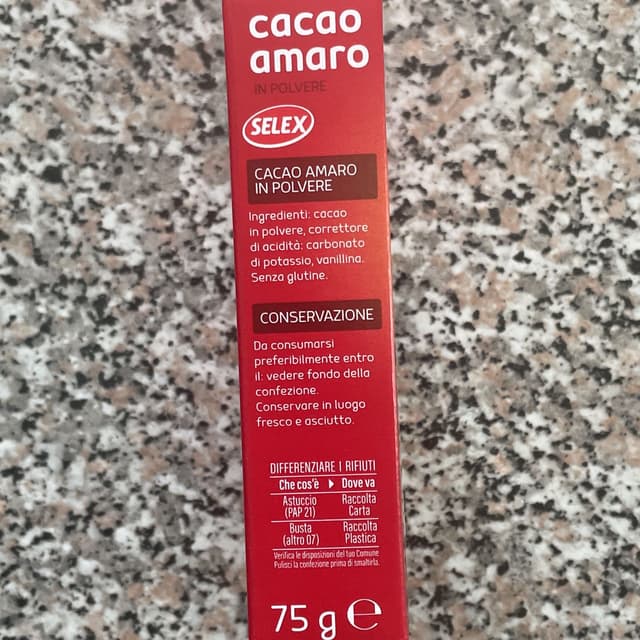 cacao
amaro
IN POLVERE
SELEX
CACAO AMARO
IN POLVERE
Ingredienti: cacao
in polvere, correttore
di acidità: carbonato
di potassio, vanillina.
Senza glutine.
CONSERVAZIONE
Da consumarsi
preferibilmente entro
il: vedere fondo della
confezione.
Conservare in luogo
fresco e asciutto.
DIFFERENZIARE I RIFIUTI
Che cos'è ▶ Dove va
Astuccio Raccolta
(PAP 21) Carta
Busta Raccolta
(altro 07) Plastica
Verifica le disposizioni del tuo Comune
Pulisci la confezione prima di smaltirla.
75 g ℮